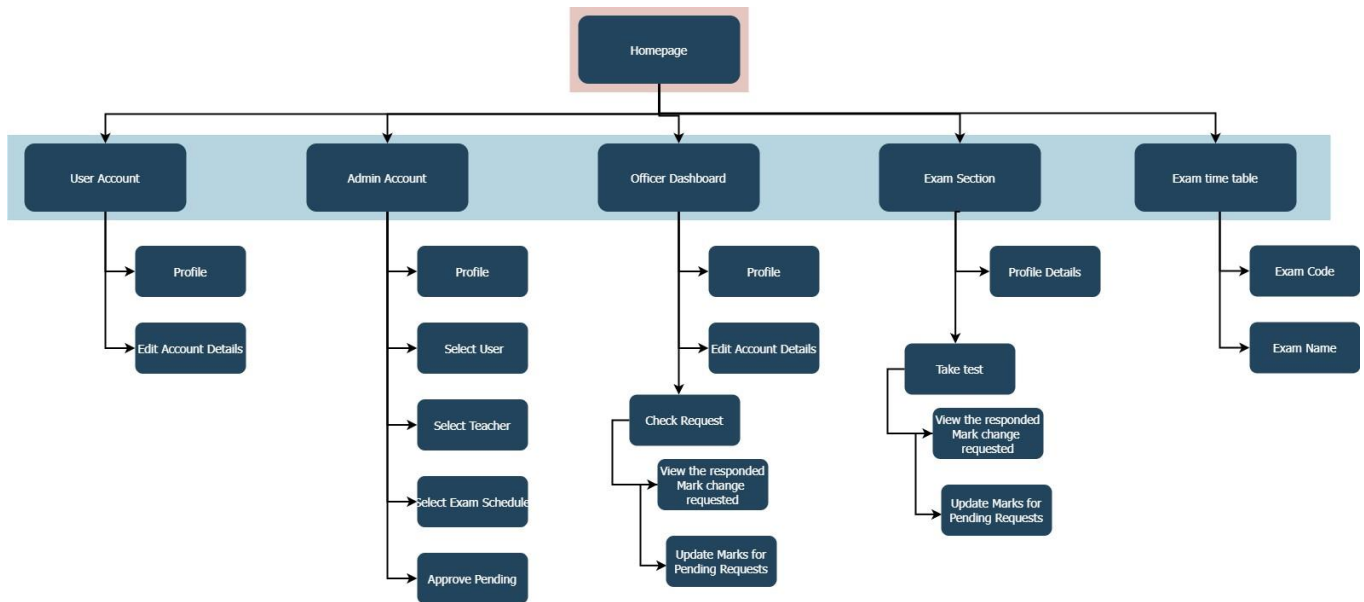 Homepage
User Account
Admin Account
Officer Dashboard
Exam Section
Exam time table
Profile
Profile
Profile
Profile Details
Exam Code
Edit Account Details
Select User
Edit Account Details
Take test
Exam Name
Select Teacher
Check Request
View the responded
Mark change
requested
Select Exam Schedule
View the responded
Mark change
requested
Update Marks for
Pending Requests
Approve Pending
Update Marks for
Pending Requests